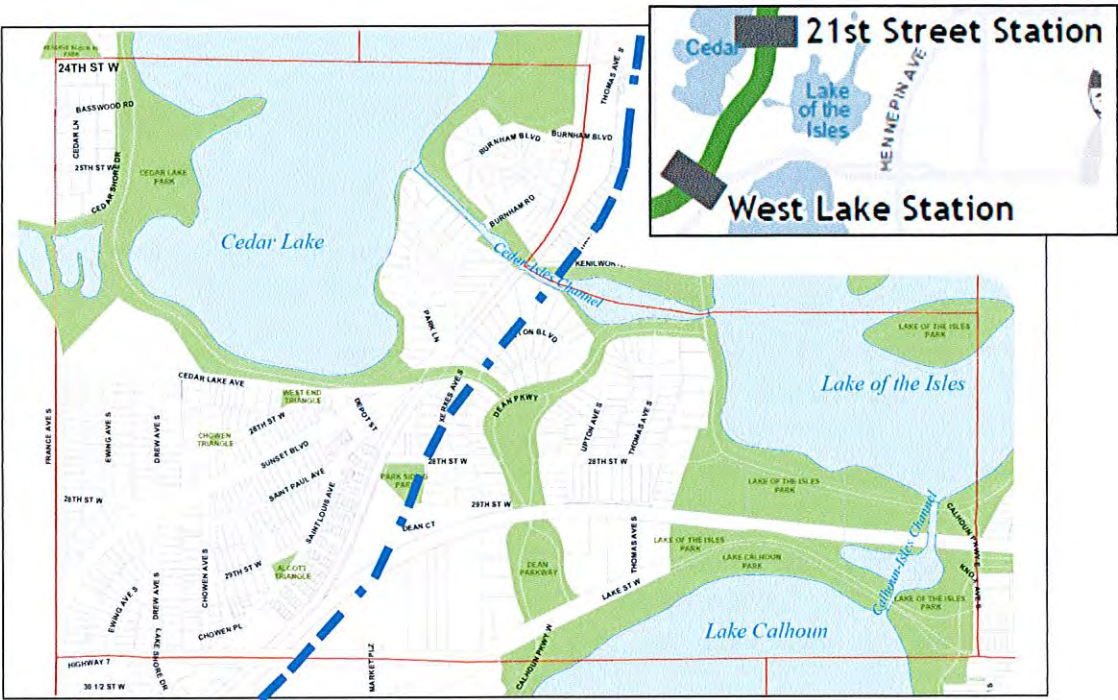 21st Street Station
Cedar
Lake
of the
Isles
HENNEPIN AVE
West Lake Station
24TH ST W
BASSWOOD RD
CEDAR LN
25TH ST W
CEDAR SHORE DR
CEDAR LAKE
PARK
Cedar Lake
THOMAS AVE S
BURNHAM BLVD
BURNHAM BLVD
BURNHAM RD
Cedar-Isles Channel
PARK LN
LAKE OF THE ISLES
PARK
Lake of the Isles
CEDAR LAKE AVE
WEST END
TRIANGLE
DEPOT ST
XERXES AVE S
DEAN PKWY
FRANCE AVE S
EWING AVE S
DREW AVE S
CHOWEN
TRIANGLE
28TH ST W
SUNSET BLVD
SAINT PAUL AVE
SAINT LOUIS AVE
UPTON AVE S
THOMAS AVE S
28TH ST W
28TH ST W
28TH ST W
29TH ST W
LAKE OF THE ISLES
PARK
DEAN CT
Calhoun-Isles Channel
CALHOUN PKWY E
KNOX AVE S
CHOWEN AVE S
29TH ST W
ALCOTT
TRIANGLE
DEAN
PARKWAY
THOMAS AVE S
LAKE OF THE ISLES
PARK
LAKE CALHOUN
PARK
LAKE ST W
LAKE OF THE ISLES
PARK
EWING AVE S
DREW AVE S
CHOWEN PL
LAKE SHORE DR
Lake Calhoun
HIGHWAY 7
30 1/2 ST W
MARKET PLZ
CALHOUN PKWY W